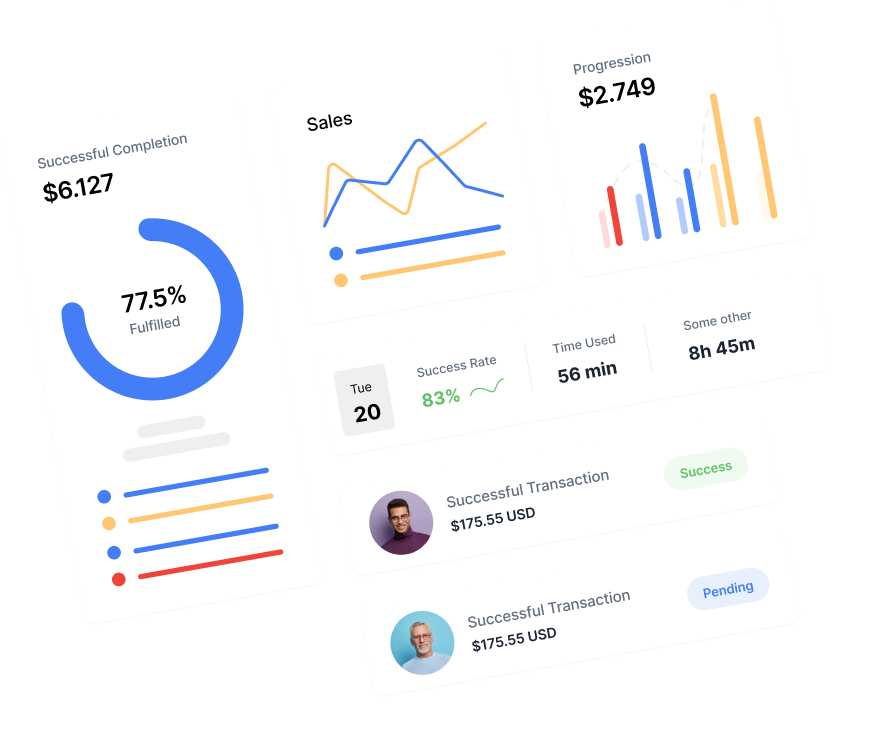 Successful Completion
$6.127
77.5%
Fulfilled
Sales
Progression
$2.749
Tue
20
Success Rate
83%
Time Used
56 min
Some other
8h 45m
Successful Transaction
$175.55 USD
Success
Successful Transaction
$175.55 USD
Pending